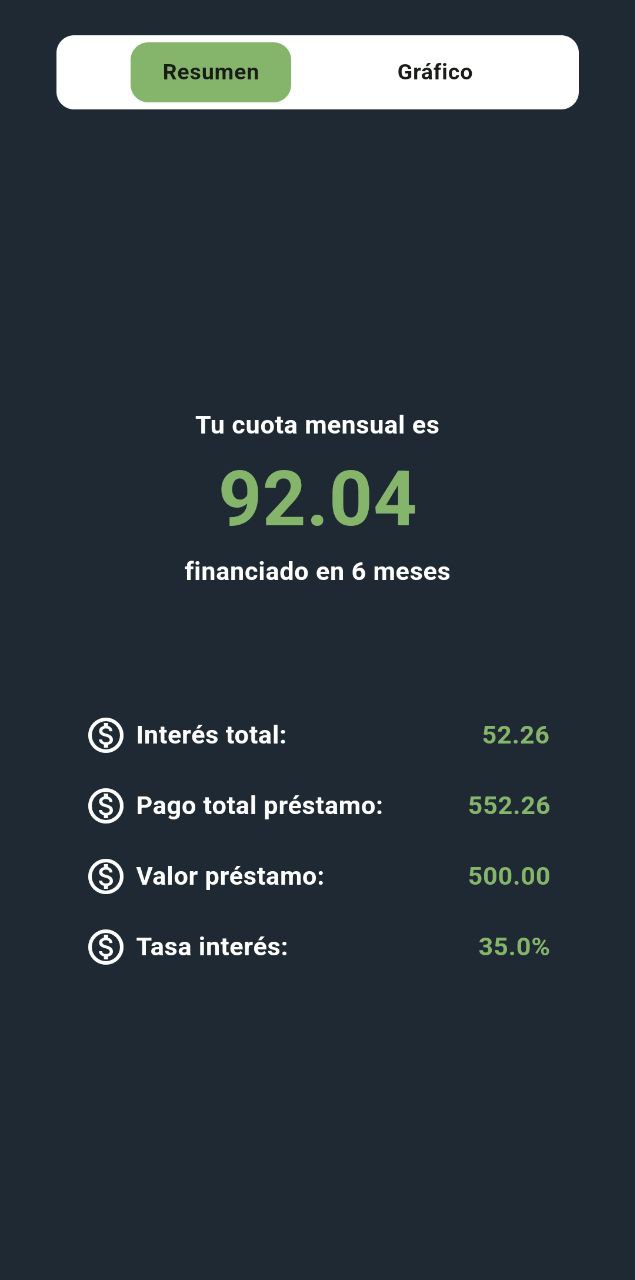 Resumen Gráfico
Tu cuota mensual es
92.04
financiado en 6 meses
Interés total: 52.26
Pago total préstamo: 552.26
Valor préstamo: 500.00
Tasa interés: 35.0%